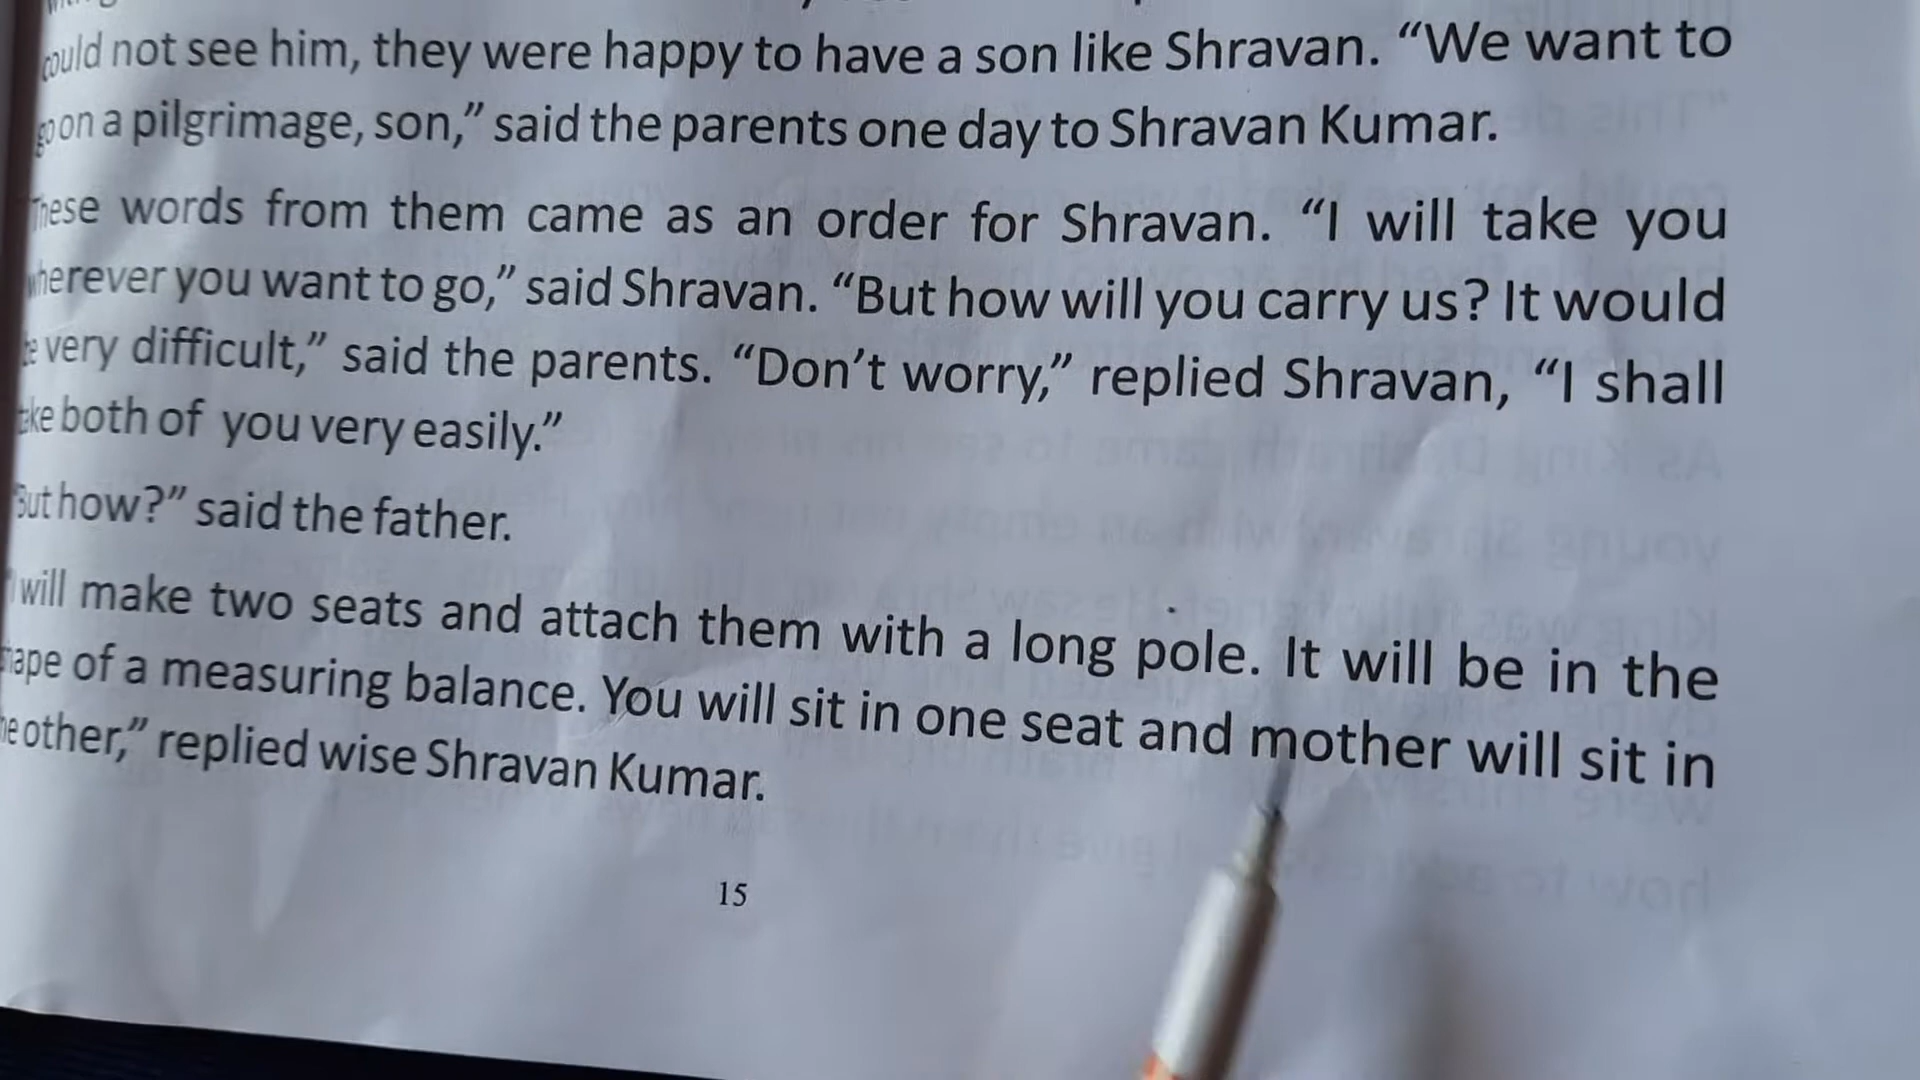 could not see him, they were happy to have a son like Shravan. “We want to
go on a pilgrimage, son,” said the parents one day to Shravan Kumar.
These words from them came as an order for Shravan. “I will take you
wherever you want to go,” said Shravan. “But how will you carry us? It would
be very difficult,” said the parents. “Don’t worry,” replied Shravan, “I shall
take both of you very easily.”
“But how?” said the father.
“I will make two seats and attach them with a long pole. It will be in the
shape of a measuring balance. You will sit in one seat and mother will sit in
the other,” replied wise Shravan Kumar.
15